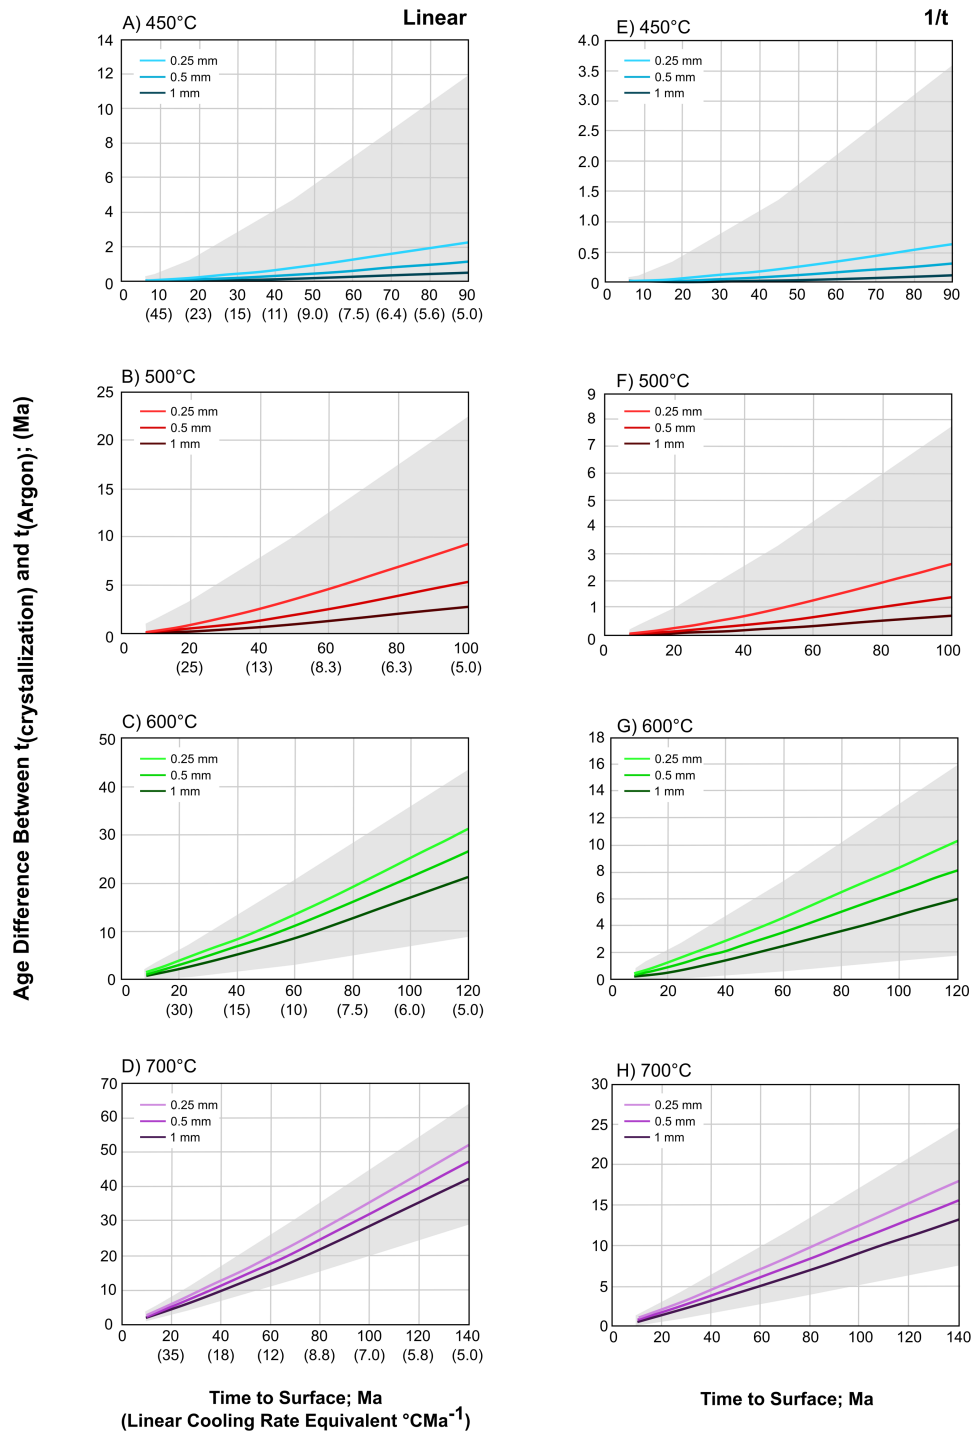 Linear
1/t
A) 450°C
14
12
10
8
6
4
2
0
0.25 mm
0.5 mm
1 mm
0 10 20 30 40 50 60 70 80 90
(45) (23) (15) (11) (9.0) (7.5) (6.4) (5.6) (5.0)
E) 450°C
4.0
3.5
3.0
2.5
2.0
1.5
1.0
0.5
0
0.25 mm
0.5 mm
1 mm
0 10 20 30 40 50 60 70 80 90
B) 500°C
25
20
15
10
5
0
0.25 mm
0.5 mm
1 mm
0 20 40 60 80 100
(25) (13) (8.3) (6.3) (5.0)
F) 500°C
9
8
7
6
5
4
3
2
1
0
0.25 mm
0.5 mm
1 mm
0 20 40 60 80 100
Age Difference Between t(crystallization) and t(Argon); (Ma)
C) 600°C
50
40
30
20
10
0
0.25 mm
0.5 mm
1 mm
0 20 40 60 80 100 120
(30) (15) (10) (7.5) (6.0) (5.0)
G) 600°C
18
16
14
12
10
8
6
4
2
0
0.25 mm
0.5 mm
1 mm
0 20 40 60 80 100 120
D) 700°C
70
60
50
40
30
20
10
0
0.25 mm
0.5 mm
1 mm
0 20 40 60 80 100 120 140
(35) (18) (12) (8.8) (7.0) (5.8) (5.0)
H) 700°C
30
25
20
15
10
5
0
0.25 mm
0.5 mm
1 mm
0 20 40 60 80 100 120 140
Time to Surface; Ma
(Linear Cooling Rate Equivalent °CMa-1)
Time to Surface; Ma